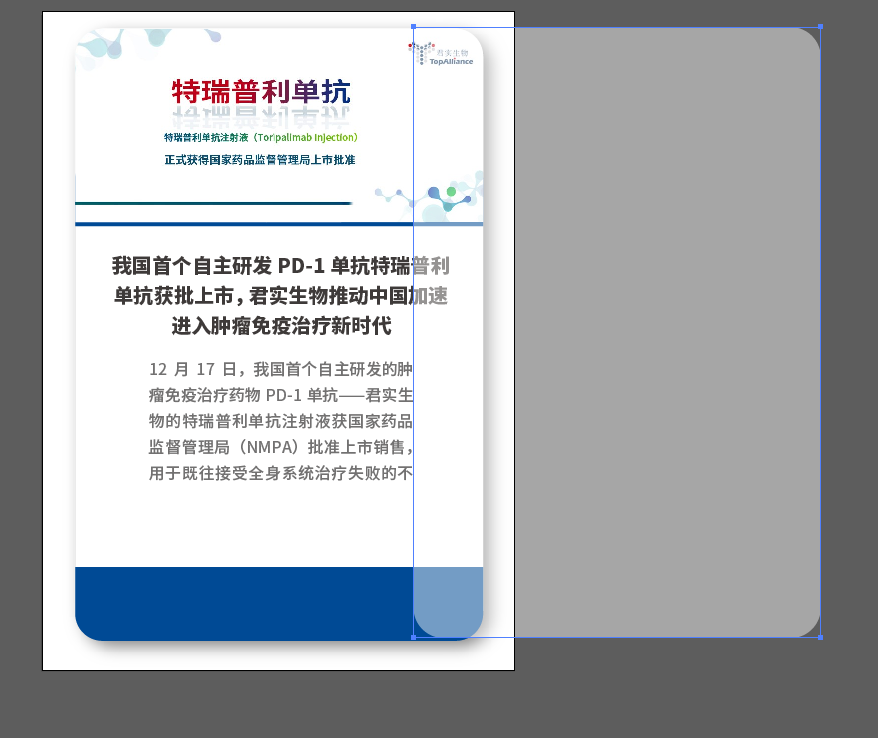 君实生物
TopAlliance
特瑞普利单抗
特瑞普利单抗注射液（Toripalimab Injection）
正式获得国家药品监督管理局上市批准
我国首个自主研发 PD-1 单抗特瑞普利
单抗获批上市，君实生物推动中国加速
进入肿瘤免疫治疗新时代
12 月 17 日，我国首个自主研发的肿
瘤免疫治疗药物 PD-1 单抗——君实生
物的特瑞普利单抗注射液获国家药品
监督管理局（NMPA）批准上市销售，
用于既往接受全身系统治疗失败的不